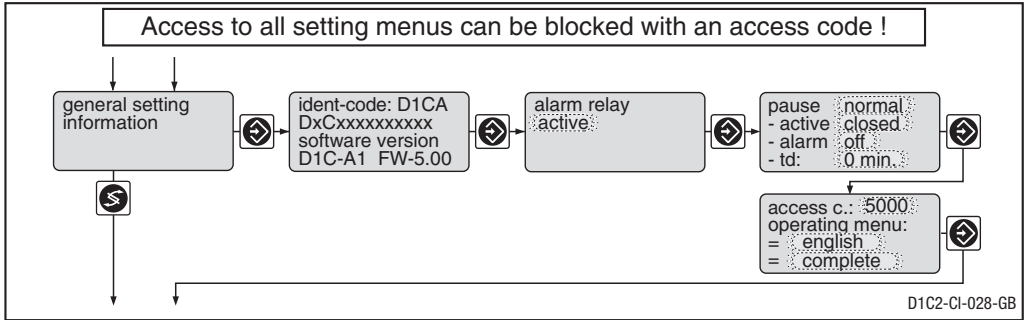 Access to all setting menus can be blocked with an access code !
general setting
information
ident-code: D1CA
DxCxxxxxxxxxx
software version
D1C-A1 FW-5.00
alarm relay
active
pause normal
- active closed
- alarm off
- td: 0 min.
access c.: 5000
operating menu:
= english
= complete
D1C2-CI-028-GB